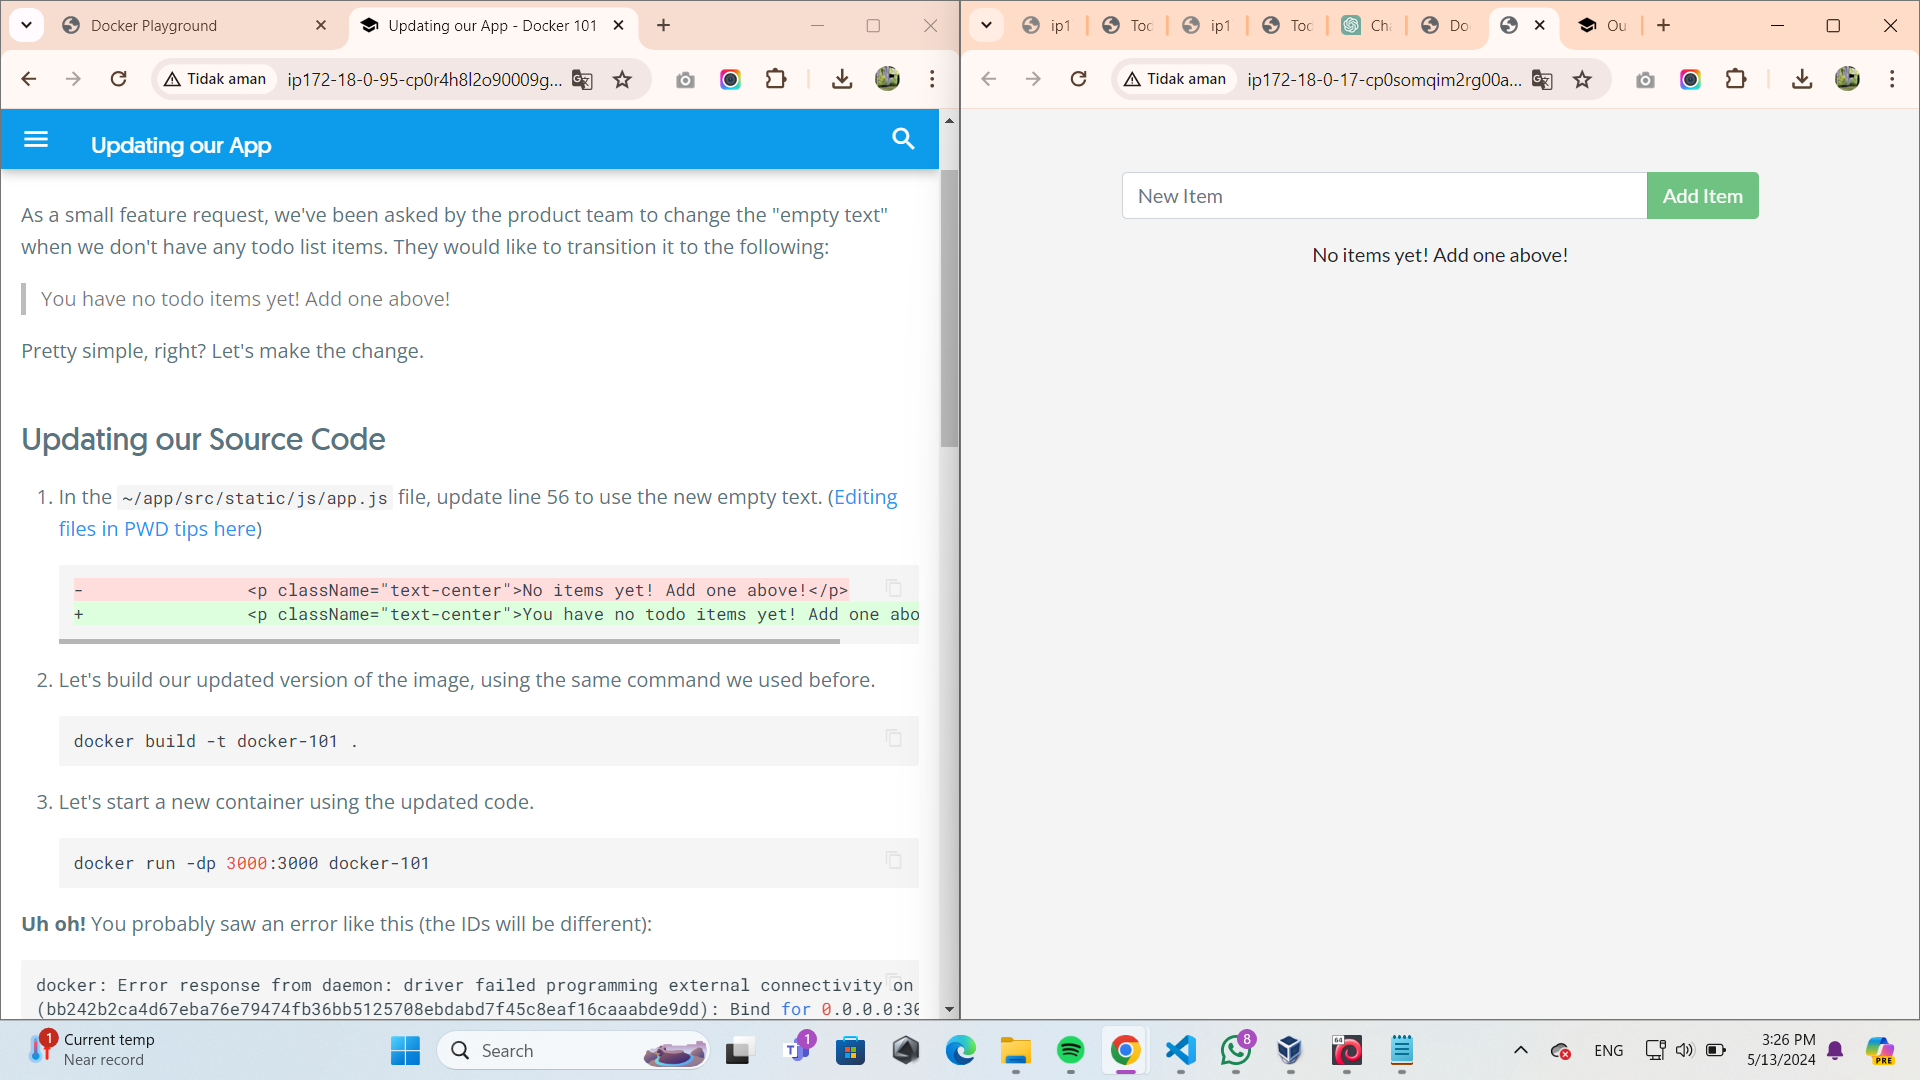 Docker Playground
Updating our App - Docker 101
Tidak aman
ip172-18-0-95-cp0r4h8l2o90009g...
Updating our App
As a small feature request, we've been asked by the product team to change the "empty text"
when we don't have any todo list items. They would like to transition it to the following:
You have no todo items yet! Add one above!
Pretty simple, right? Let's make the change.
Updating our Source Code
1. In the ~/app/src/static/js/app.js file, update line 56 to use the new empty text. (Editing
files in PWD tips here)
- <p className="text-center">No items yet! Add one above!</p>
+ <p className="text-center">You have no todo items yet! Add one abo
2. Let's build our updated version of the image, using the same command we used before.
docker build -t docker-101 .
3. Let's start a new container using the updated code.
docker run -dp 3000:3000 docker-101
Uh oh! You probably saw an error like this (the IDs will be different):
docker: Error response from daemon: driver failed programming external connectivity on
(bb242b2ca4d67eba76e79474fb36bb5125708ebdabd7f45c8eaf16caaabde9dd): Bind for 0.0.0.0:30
ip1
Too
ip1
Too
Cha
Do
Ou
Tidak aman
ip172-18-0-17-cp0somqim2rg00a...
New Item
Add Item
No items yet! Add one above!
1
Current temp
Near record
Search
1
8
64
ENG
3:26 PM
5/13/2024
PRE